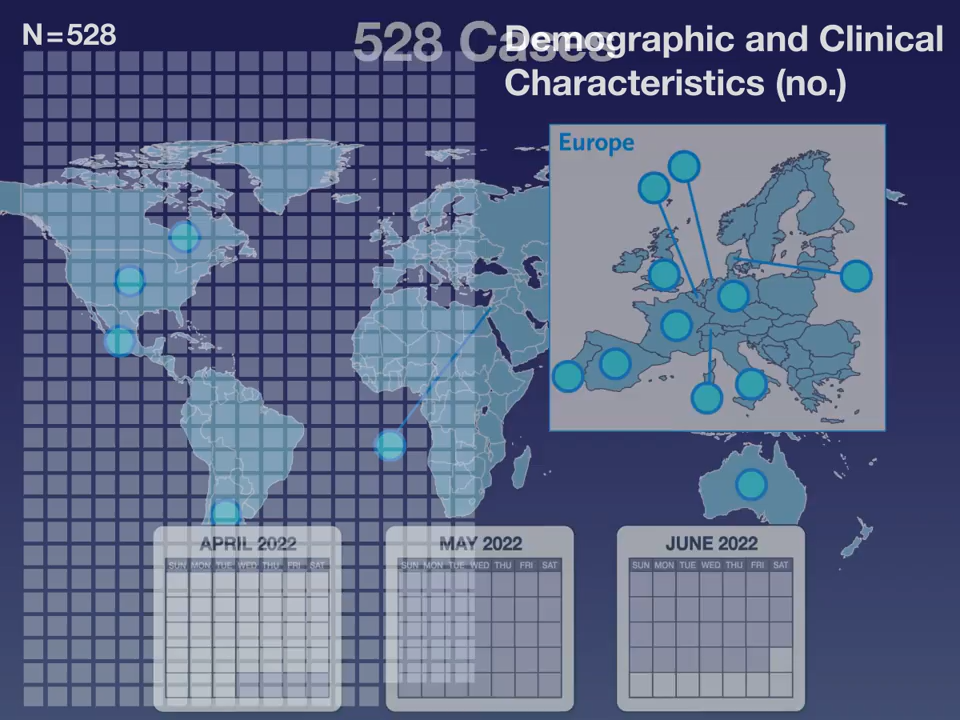 N=528
528 Cases
Demographic and Clinical
Characteristics (no.)
Europe
APRIL 2022
SUN MON TUE WED THU FRI SAT
MAY 2022
SUN MON TUE WED THU FRI SAT
JUNE 2022
SUN MON TUE WED THU FRI SAT